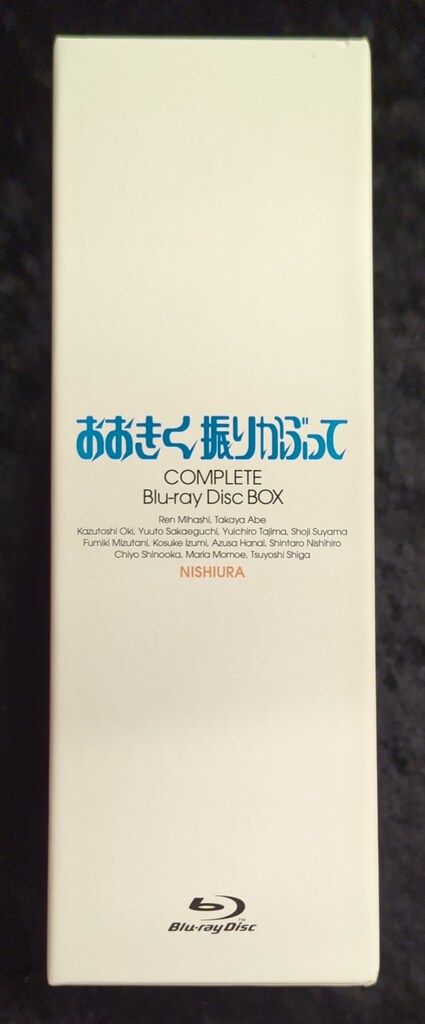 おおきく振りかぶって
COMPLETE
Blu-ray Disc BOX
Ren Mihashi, Takaya Abe
Kazutoshi Oki, Yuuto Sakaeguchi, Yuichiro Tajima, Shoji Suyama
Fumiki Mizutani, Kosuke Izumi, Azusa Hanai, Shintaro Nishihiro
Chiyo Shinooka, Maria Momoe, Tsuyoshi Shiga
NISHIURA
Blu-ray Disc™